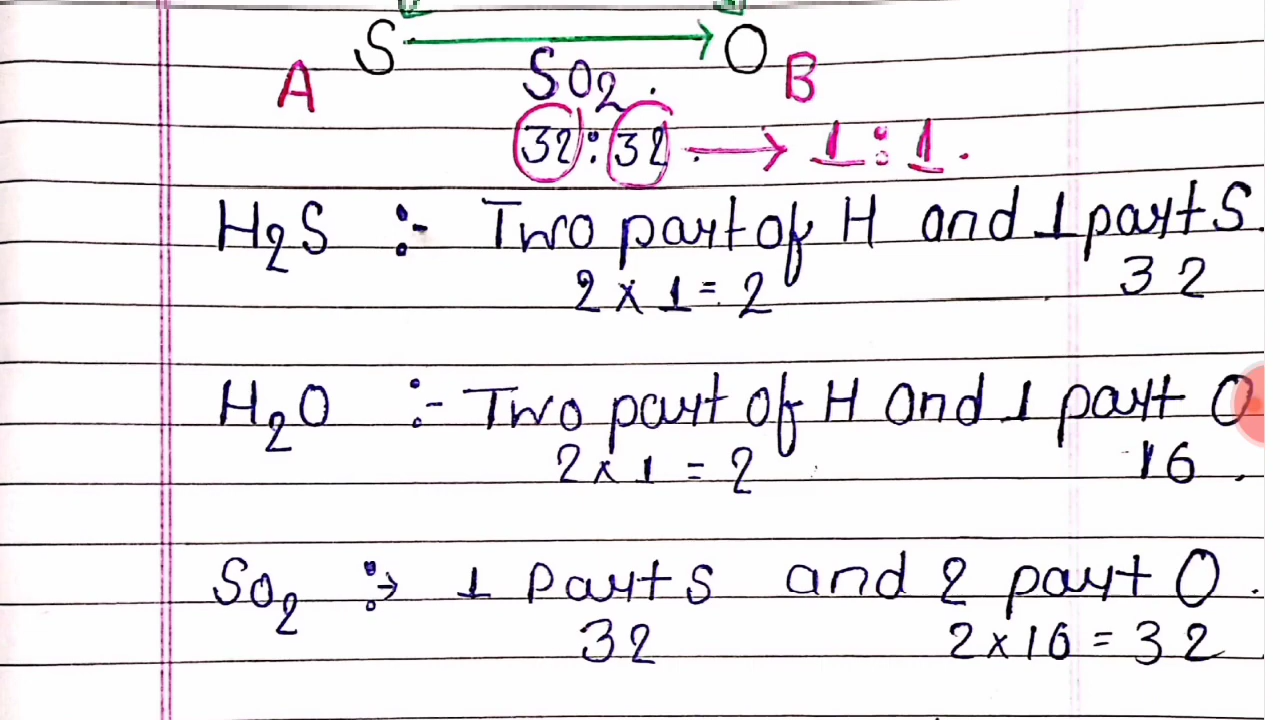 S → O
A SO2. B
32 : 32. → 1 : 1.
H2S :- Two part of H and 1 part S.
2 x 1 = 2 32
H2O :- Two part of H and 1 part O
2 x 1 = 2 16.
SO2 :→ 1 Part S and 2 part O.
32 2 x 16 = 32